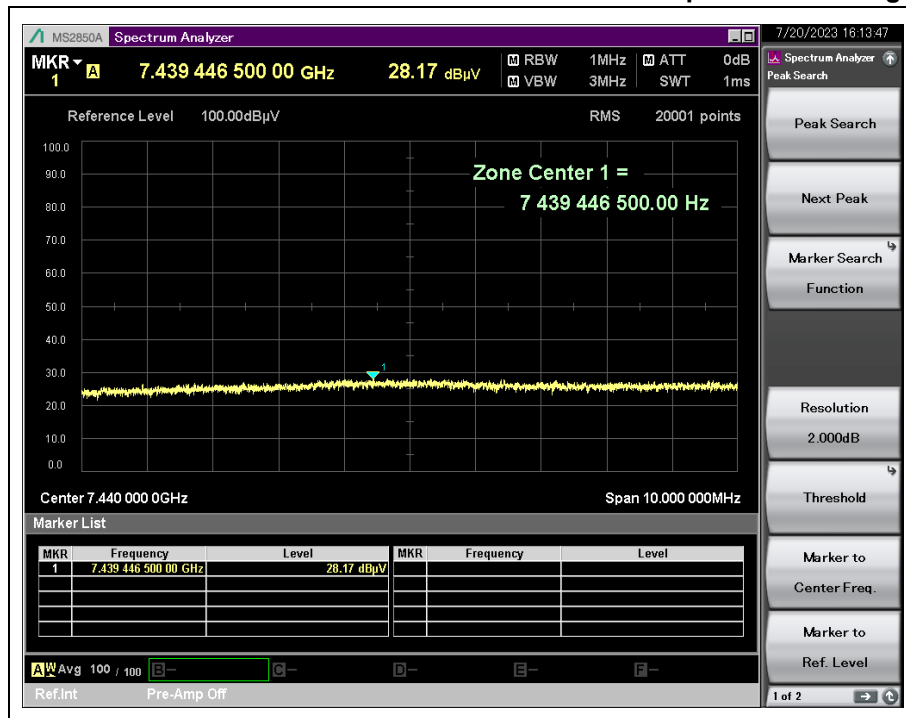 MS2850A Spectrum Analyzer
7/20/2023 16:13:47
MKR 1 A 7.439 446 500 00 GHz 28.17 dBµV
M RBW 1MHz M ATT 0dB
M VBW 3MHz SWT 1ms
Spectrum Analyzer
Peak Search
Reference Level 100.00dBµV RMS 20001 points
Zone Center 1 =
7 439 446 500.00 Hz
100.0
90.0
80.0
70.0
60.0
50.0
40.0
30.0
20.0
10.0
0.0
1
Center 7.440 000 0GHz Span 10.000 000MHz
Marker List
MKR Frequency Level MKR Frequency Level
1 7.439 446 500 00 GHz 28.17 dBµV
A W Avg 100 / 100 B- C- D- E- F-
Ref.Int Pre-Amp Off
Peak Search
Next Peak
Marker Search
Function
Resolution
2.000dB
Threshold
Marker to
Center Freq.
Marker to
Ref. Level
1 of 2